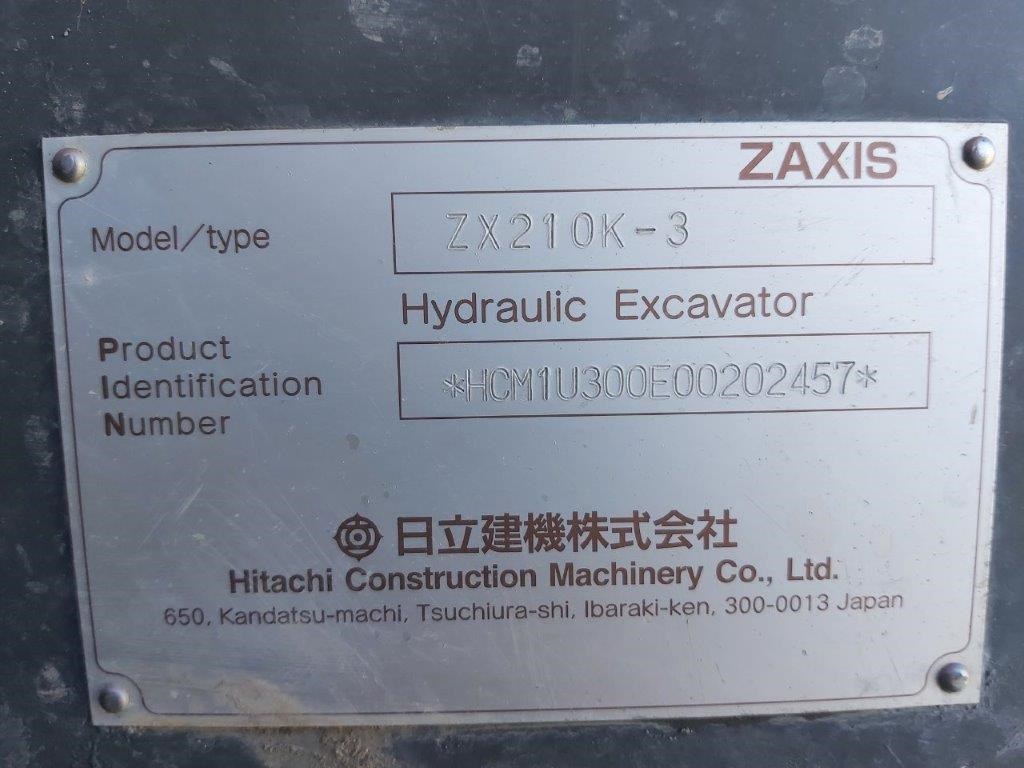 ZAXIS
Model/type ZX210K-3
Hydraulic Excavator
Product
Identification *HCM1U300E00202457*
Number
日立建機株式会社
Hitachi Construction Machinery Co., Ltd.
650, Kandatsu-machi, Tsuchiura-shi, Ibaraki-ken, 300-0013 Japan